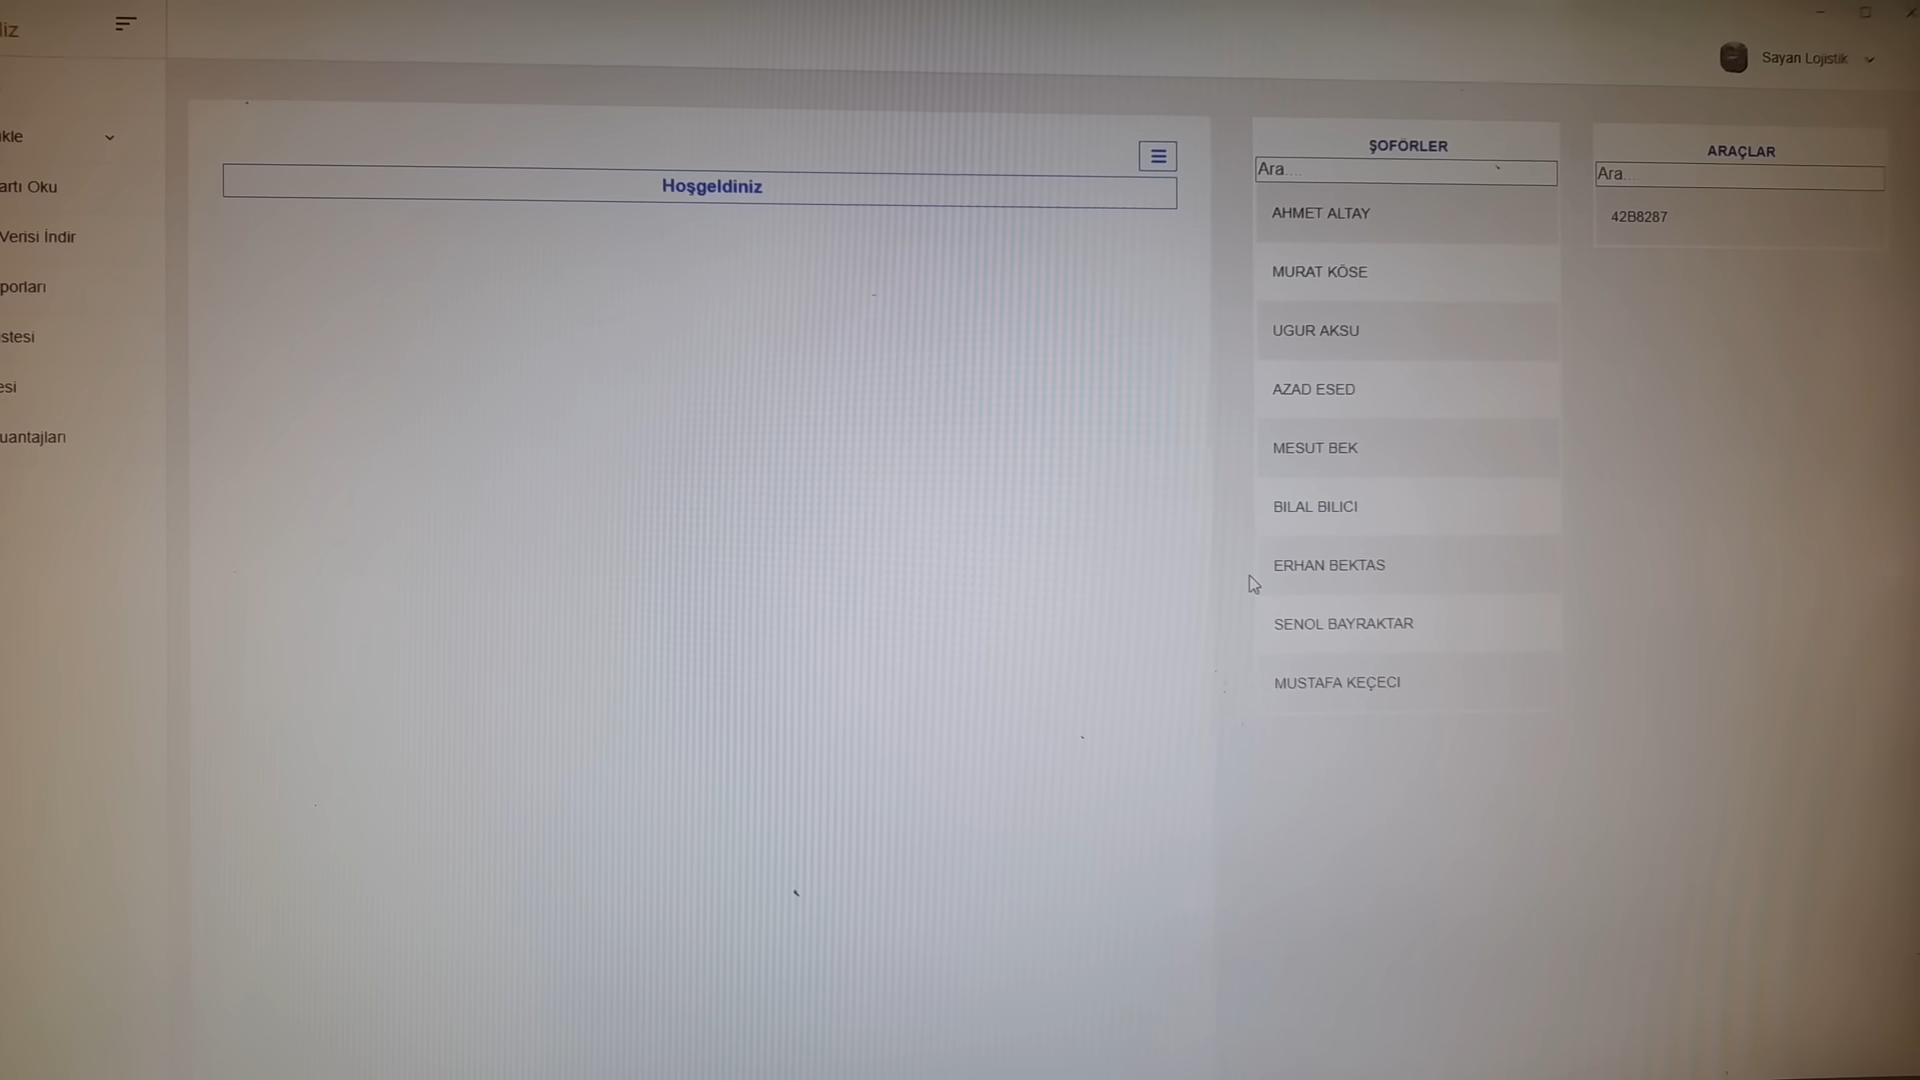 liz
Sayan Lojistik
kle
artı Oku
Verisi İndir
porları
stesi
esi
uantajları
Hoşgeldiniz
ŞOFÖRLER
Ara....
AHMET ALTAY
MURAT KÖSE
UGUR AKSU
AZAD ESED
MESUT BEK
BILAL BILICI
ERHAN BEKTAS
SENOL BAYRAKTAR
MUSTAFA KEÇECI
ARAÇLAR
Ara....
42B8287